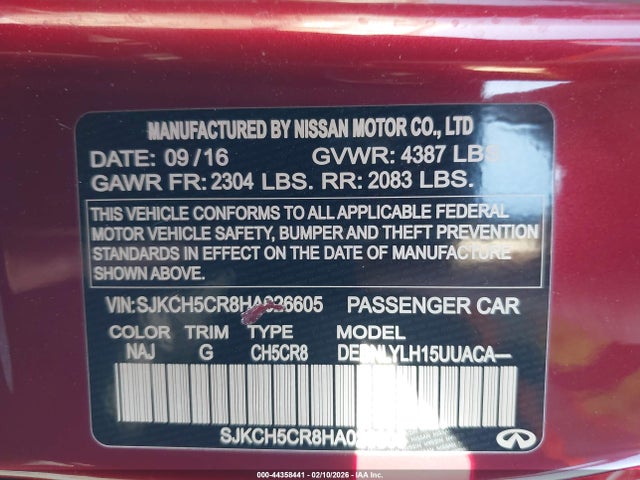 MANUFACTURED BY NISSAN MOTOR CO., LTD
DATE: 09/16 GVWR: 4387 LBS.
GAWR FR: 2304 LBS. RR: 2083 LBS.
THIS VEHICLE CONFORMS TO ALL APPLICABLE FEDERAL
MOTOR VEHICLE SAFETY, BUMPER AND THEFT PREVENTION
STANDARDS IN EFFECT ON THE DATE OF MANUFACTURE
SHOWN ABOVE.
VIN:SJKCH5CR8HA026605 PASSENGER CAR
COLOR TRIM TYPE MODEL
NAJ G CH5CR8
INFINITI
000-44358441 - 02/10/2026 - IAA Inc.